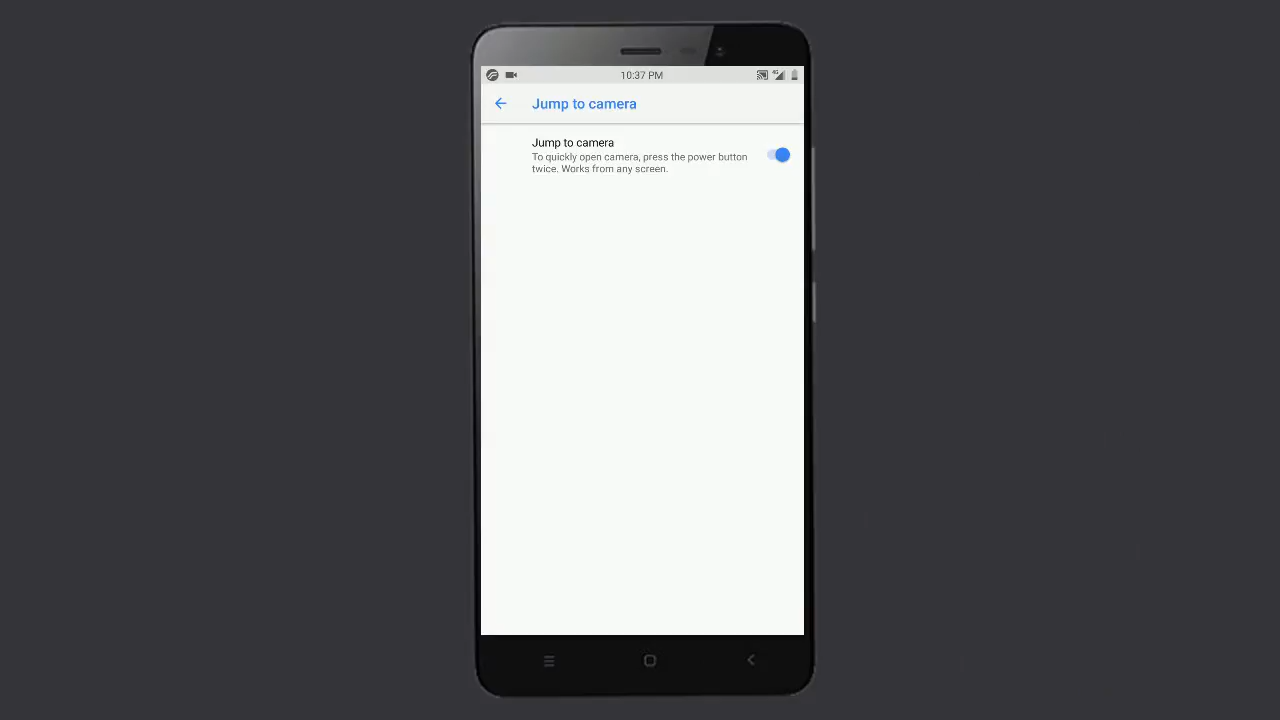 10:37 PM
4G
Jump to camera
Jump to camera
To quickly open camera, press the power button
twice. Works from any screen.